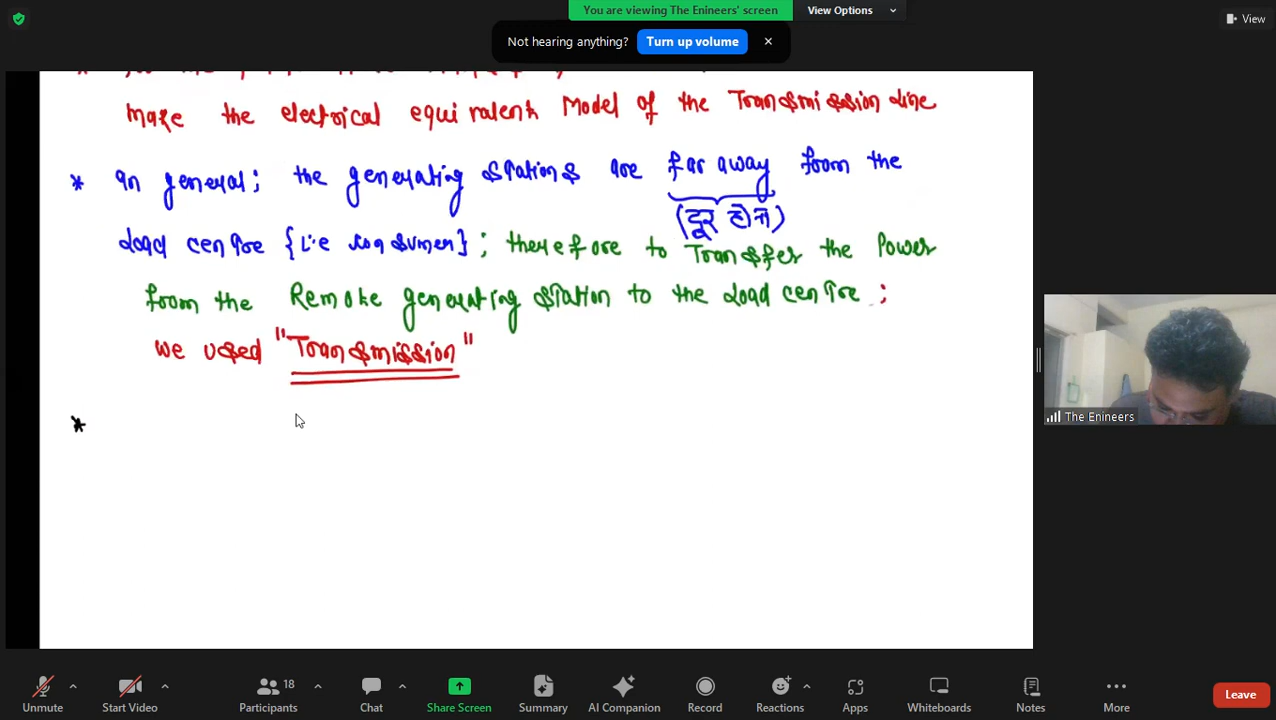 You are viewing The Enineers' screen
View Options
View
Not hearing anything?
Turn up volume
make the electrical equivalent Model of the Transmission line
* In general; the generating stations are far away from the
(दूर होना)
Load centre {i.e consumer}; therefore to Transfer the Power
from the Remote generating station to the Load centre ;
we used "Transmission"
*
The Enineers
Unmute
Start Video
18
Participants
Chat
Share Screen
Summary
AI Companion
Record
Reactions
Apps
Whiteboards
Notes
More
Leave